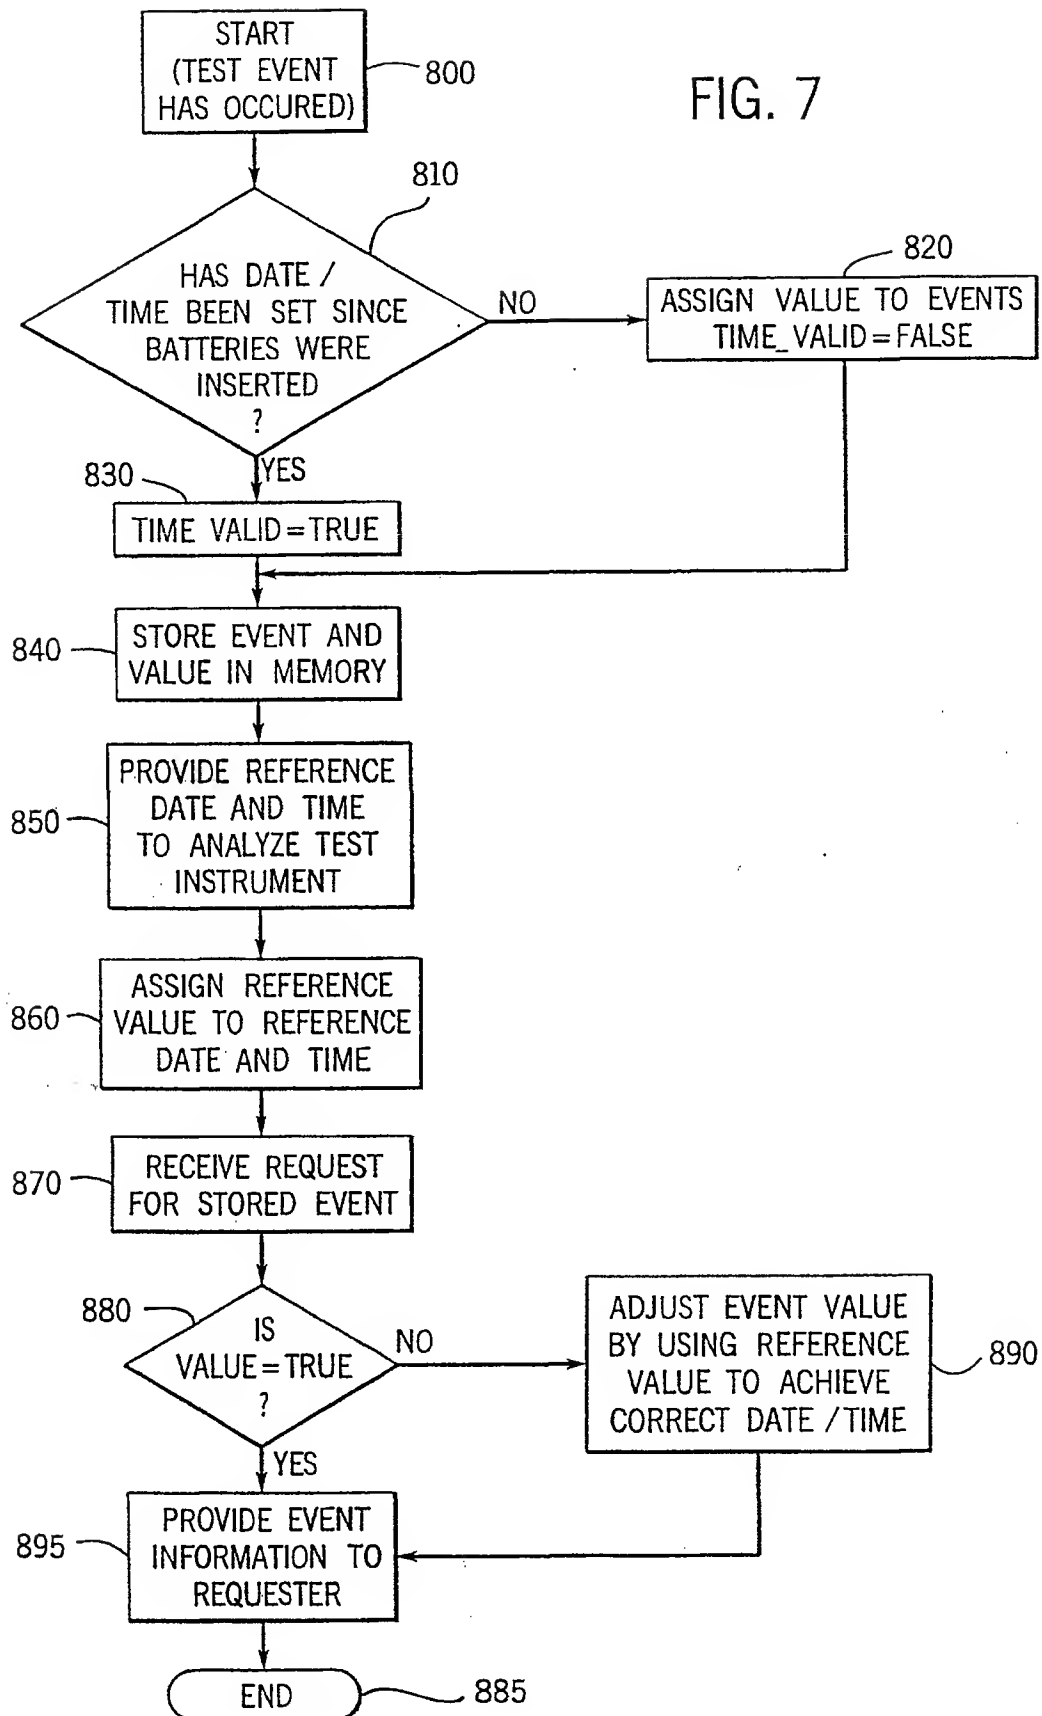 START
(TEST EVENT
HAS OCCURED)
800
FIG. 7
810
HAS DATE /
TIME BEEN SET SINCE
BATTERIES WERE
INSERTED
?
NO
820
ASSIGN VALUE TO EVENTS
TIME_VALID=FALSE
YES
830
TIME VALID=TRUE
840
STORE EVENT AND
VALUE IN MEMORY
850
PROVIDE REFERENCE
DATE AND TIME
TO ANALYZE TEST
INSTRUMENT
860
ASSIGN REFERENCE
VALUE TO REFERENCE
DATE AND TIME
870
RECEIVE REQUEST
FOR STORED EVENT
880
IS
VALUE=TRUE
?
NO
ADJUST EVENT VALUE
BY USING REFERENCE
VALUE TO ACHIEVE
CORRECT DATE /TIME
890
YES
895
PROVIDE EVENT
INFORMATION TO
REQUESTER
END
885